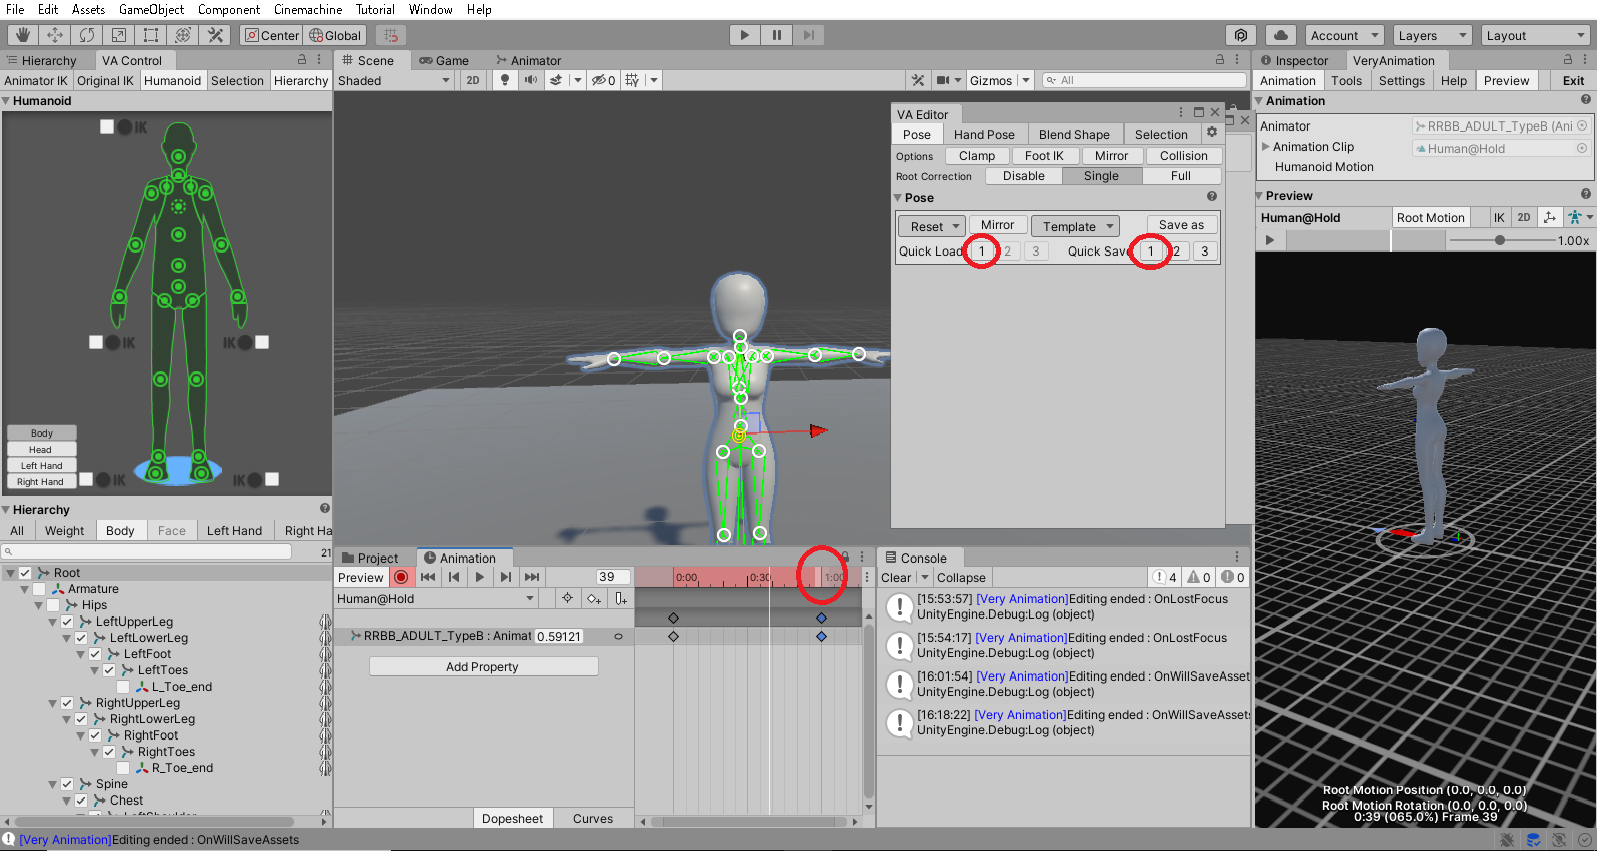 File Edit Assets GameObject Component Cinemachine Tutorial Window Help
Center Global Account Layers Layout
Hierarchy VA Control
Animator IK Original IK Humanoid Selection Hierarchy
Humanoid
IK
IK IK
Body
Head
Left Hand
Right Hand
IK IK
Hierarchy
All Weight Body Face Left Hand Right Ha
21
Root
Armature
Hips
LeftUpperLeg
LeftLowerLeg
LeftFoot
LeftToes
L_Toe_end
RightUpperLeg
RightLowerLeg
RightFoot
RightToes
R_Toe_end
Spine
Chest
LeftShoulder
Scene Game Animator
Shaded 2D 0 Gizmos All
VA Editor
Pose Hand Pose Blend Shape Selection
Options Clamp Foot IK Mirror Collision
Root Correction Disable Single Full
Pose
Reset Mirror Template Save as
Quick Load 1 2 3 Quick Sav 1 2 3
Project Animation
Preview 39 0:00 0:30 1:00
Human@Hold
RRBB_ADULT_TypeB : Animat 0.59121
Add Property
Dopesheet Curves
Console
Clear Collapse 4 0 0
[15:53:57] [Very Animation]Editing ended : OnLostFocus
UnityEngine.Debug:Log (object)
[15:54:17] [Very Animation]Editing ended : OnLostFocus
UnityEngine.Debug:Log (object)
[16:01:54] [Very Animation]Editing ended : OnWillSaveAsset
UnityEngine.Debug:Log (object)
[16:18:22] [Very Animation]Editing ended : OnWillSaveAssets
UnityEngine.Debug:Log (object)
Inspector VeryAnimation
Animation Tools Settings Help Preview Exit
Animation
Animator RRBB_ADULT_TypeB (Ani
Animation Clip Human@Hold
Humanoid Motion
Preview
Human@Hold Root Motion IK 2D
1.00x
Root Motion Position (0.0, 0.0, 0.0)
Root Motion Rotation (0.0, 0.0, 0.0)
0:39 (065.0%) Frame 39
[Very Animation]Editing ended : OnWillSaveAssets